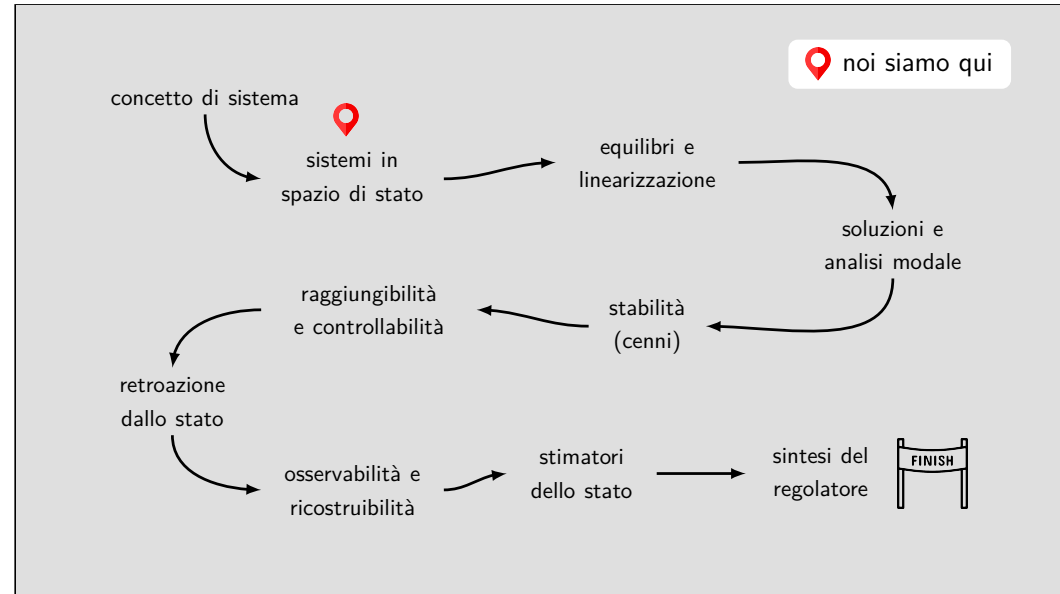 noi siamo qui
concetto di sistema
sistemi in
spazio di stato
equilibri e
linearizzazione
soluzioni e
analisi modale
stabilità
(cenni)
raggiungibilità
e controllabilità
retroazione
dallo stato
osservabilità e
ricostruibilità
stimatori
dello stato
sintesi del
regolatore
FINISH